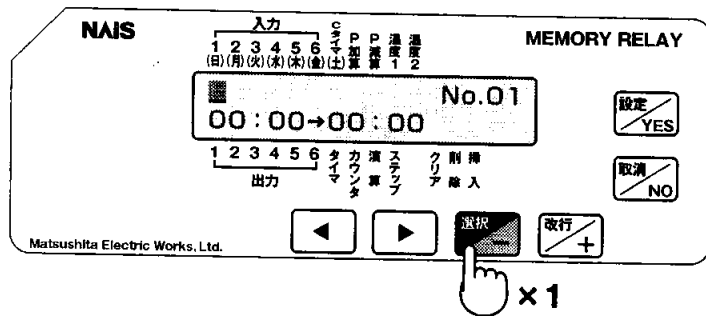 NAiS
MEMORY RELAY
入力
1 2 3 4 5 6
(日)(月)(火)(水)(木)(金)(土)
Cタイマ
P加算
P減算
温度1
温度2
No.01
00:00→00:00
1 2 3 4 5 6
出力
タイマ
カウンタ
演算
ステップ
クリア
削除
挿入
設定/YES
取消/NO
選択/−
改行/+
Matsushita Electric Works, Ltd.
×1